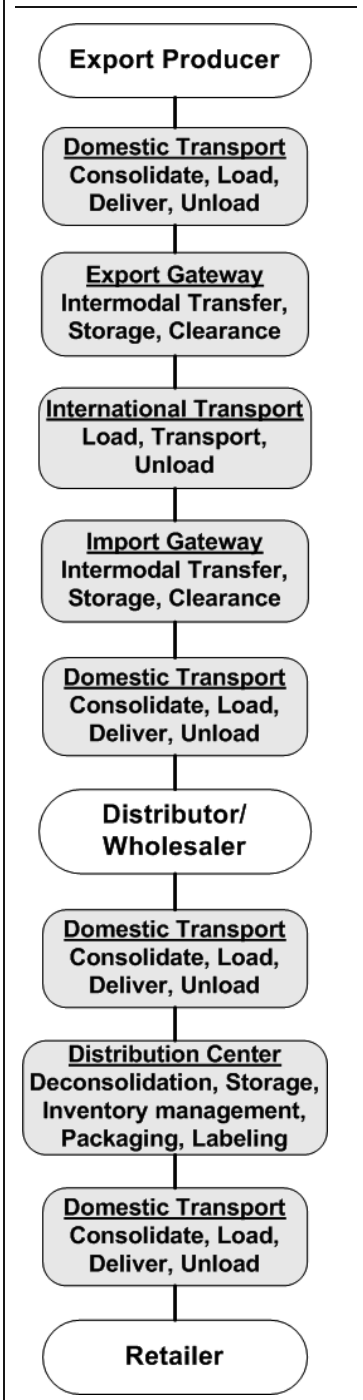 Export Producer
Domestic Transport
Consolidate, Load,
Deliver, Unload
Export Gateway
Intermodal Transfer,
Storage, Clearance
International Transport
Load, Transport,
Unload
Import Gateway
Intermodal Transfer,
Storage, Clearance
Domestic Transport
Consolidate, Load,
Deliver, Unload
Distributor/
Wholesaler
Domestic Transport
Consolidate, Load,
Deliver, Unload
Distribution Center
Deconsolidation, Storage,
Inventory management,
Packaging, Labeling
Domestic Transport
Consolidate, Load,
Deliver, Unload
Retailer